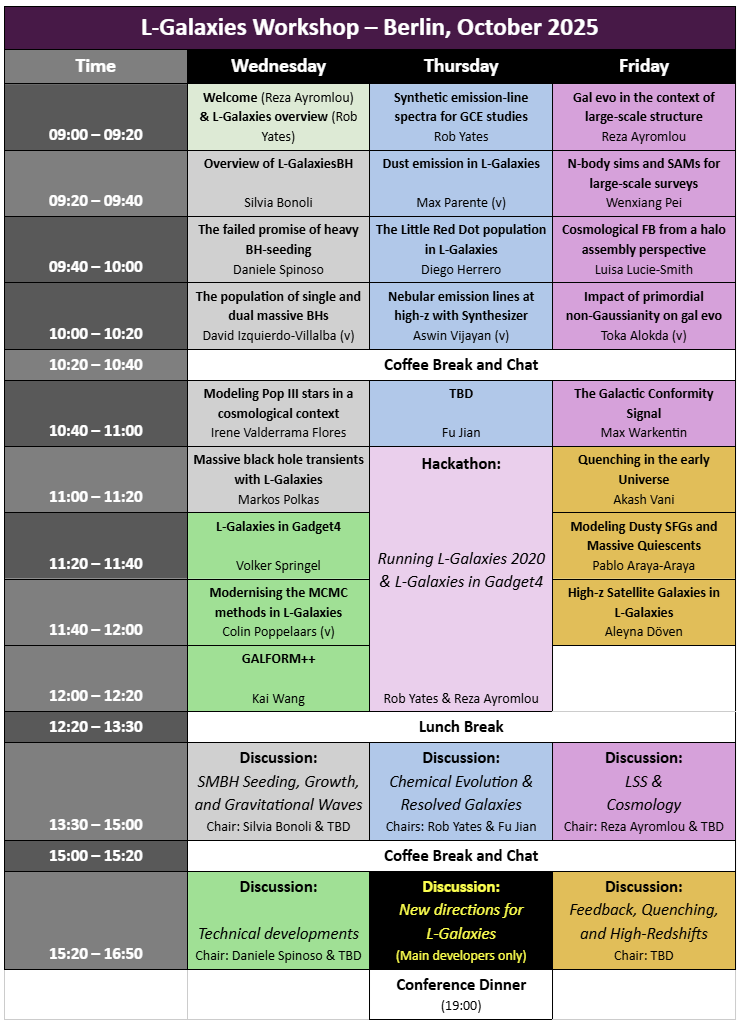 L-Galaxies Workshop – Berlin, October 2025
Time
Wednesday
Thursday
Friday
09:00 – 09:20
Welcome (Reza Ayromlou)
& L-Galaxies overview (Rob
Yates)
Synthetic emission-line
spectra for GCE studies
Rob Yates
Gal evo in the context of
large-scale structure
Reza Ayromlou
09:20 – 09:40
Overview of L-GalaxiesBH
Silvia Bonoli
Dust emission in L-Galaxies
Max Parente (v)
N-body sims and SAMs for
large-scale surveys
Wenxiang Pei
09:40 – 10:00
The failed promise of heavy
BH-seeding
Daniele Spinoso
The Little Red Dot population
in L-Galaxies
Diego Herrero
Cosmological FB from a halo
assembly perspective
Luisa Lucie-Smith
10:00 – 10:20
The population of single and
dual massive BHs
David Izquierdo-Villalba (v)
Nebular emission lines at
high-z with Synthesizer
Aswin Vijayan (v)
Impact of primordial
non-Gaussianity on gal evo
Toka Alokda (v)
10:20 – 10:40
Coffee Break and Chat
10:40 – 11:00
Modeling Pop III stars in a
cosmological context
Irene Valderrama Flores
TBD
Fu Jian
The Galactic Conformity
Signal
Max Warkentin
11:00 – 11:20
Massive black hole transients
with L-Galaxies
Markos Polkas
Hackathon:
Running L-Galaxies 2020
& L-Galaxies in Gadget4
Rob Yates & Reza Ayromlou
Quenching in the early
Universe
Akash Vani
11:20 – 11:40
L-Galaxies in Gadget4
Volker Springel
Modeling Dusty SFGs and
Massive Quiescents
Pablo Araya-Araya
11:40 – 12:00
Modernising the MCMC
methods in L-Galaxies
Colin Poppelaars (v)
High-z Satellite Galaxies in
L-Galaxies
Aleyna Döven
12:00 – 12:20
GALFORM++
Kai Wang
12:20 – 13:30
Lunch Break
13:30 – 15:00
Discussion:
SMBH Seeding, Growth,
and Gravitational Waves
Chair: Silvia Bonoli & TBD
Discussion:
Chemical Evolution &
Resolved Galaxies
Chairs: Rob Yates & Fu Jian
Discussion:
LSS &
Cosmology
Chair: Reza Ayromlou & TBD
15:00 – 15:20
Coffee Break and Chat
15:20 – 16:50
Discussion:
Technical developments
Chair: Daniele Spinoso & TBD
Discussion:
New directions for
L-Galaxies
(Main developers only)
Discussion:
Feedback, Quenching,
and High-Redshifts
Chair: TBD
Conference Dinner
(19:00)